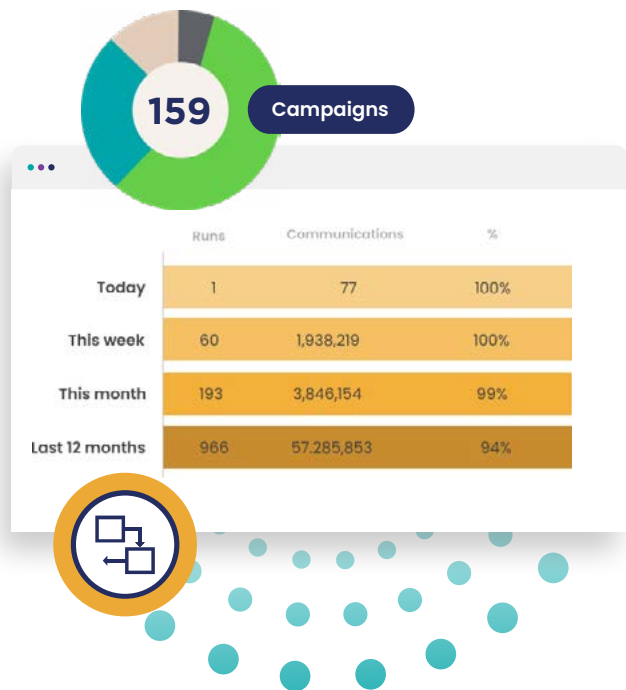 159
Campaigns
Runs Communications %
Today 1 77 100%
This week 60 1,938,219 100%
This month 193 3,846,154 99%
Last 12 months 966 57.285,853 94%